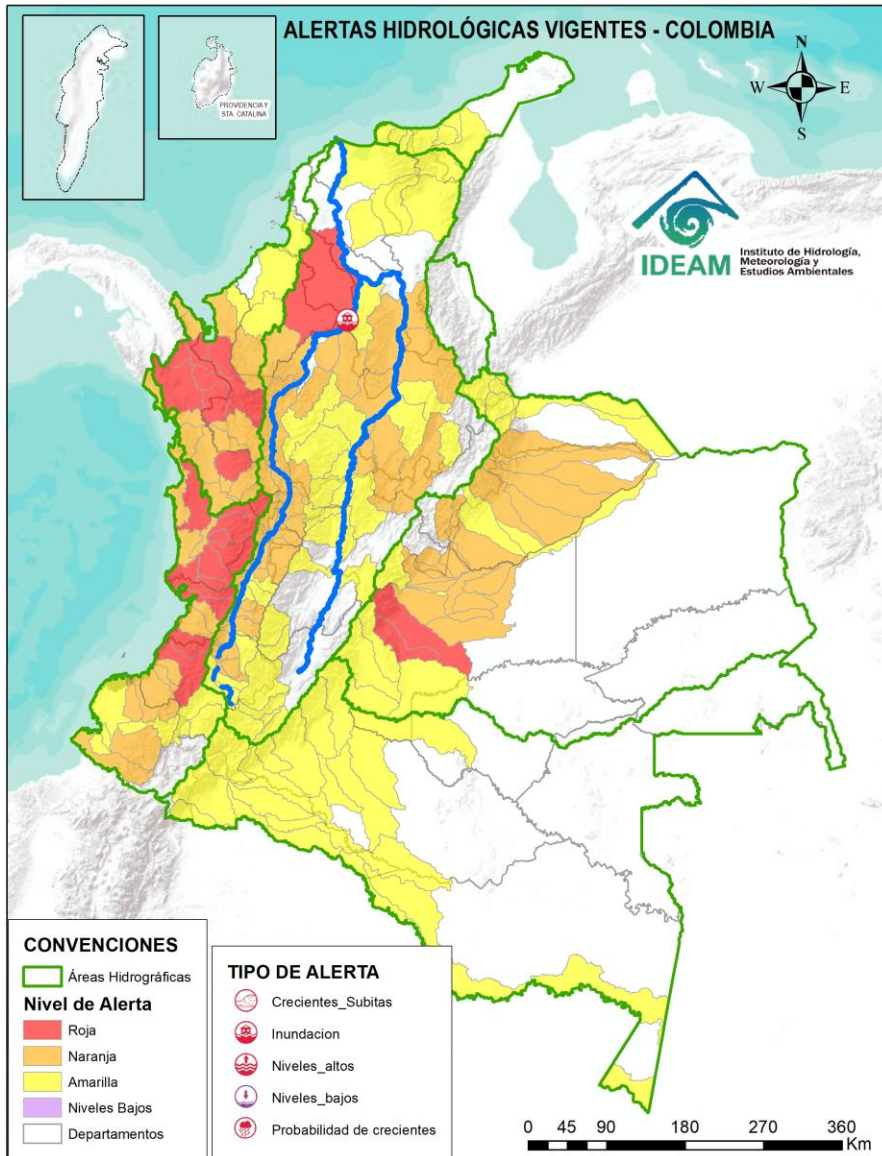 ALERTAS HIDROLÓGICAS VIGENTES - COLOMBIA
PROVIDENCIA Y
STA. CATALINA
N
W
E
S
IDEAM
Instituto de Hidrología,
Meteorología y
Estudios Ambientales
CONVENCIONES
Áreas Hidrográficas
Nivel de Alerta
Roja
Naranja
Amarilla
Niveles Bajos
Departamentos
TIPO DE ALERTA
Crecientes_Subitas
Inundacion
Niveles_altos
Niveles_bajos
Probabilidad de crecientes
0 45 90 180 270 360
Km